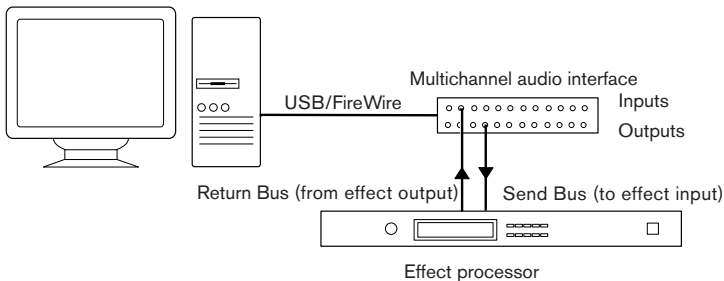 Multichannel audio interface
Inputs
USB/FireWire
Outputs
Return Bus (from effect output)
Send Bus (to effect input)
Effect processor